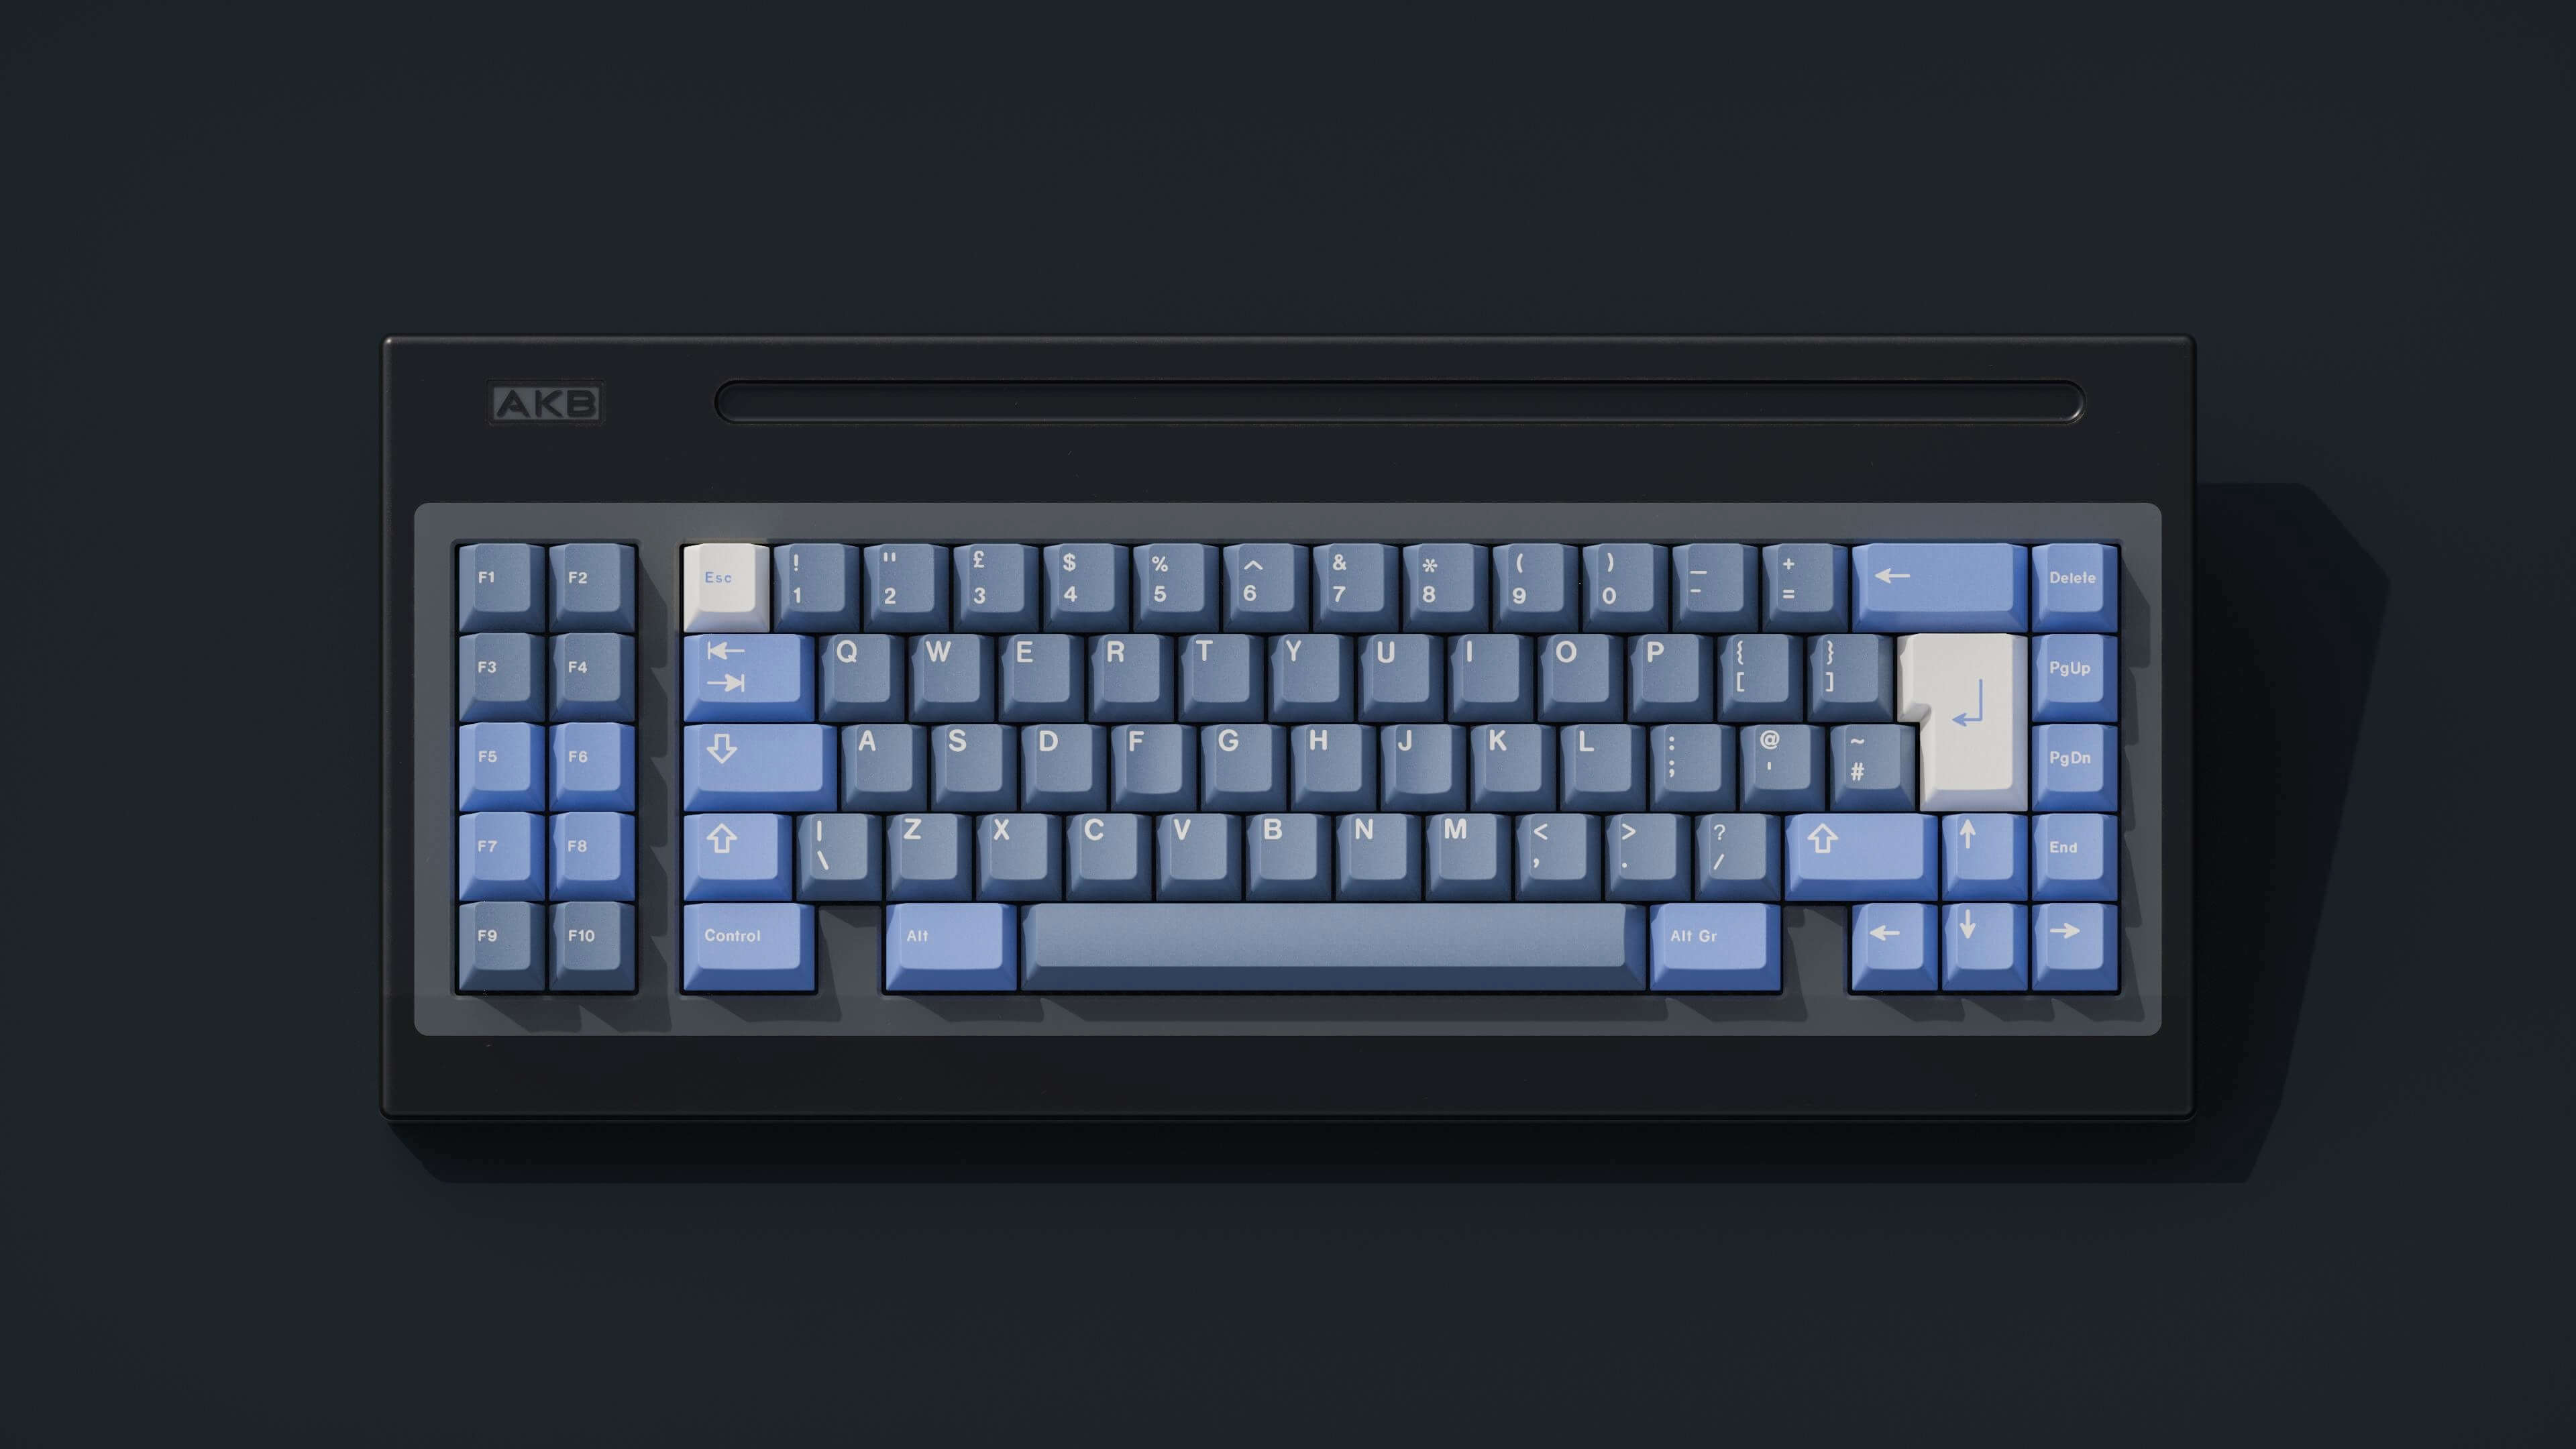 AKB
F1 F2 Esc ! 1 " 2 £ 3 $ 4 % 5 ^ 6 & 7 * 8 ( 9 ) 0 _ - + = ← Delete
F3 F4 Q W E R T Y U I O P { [ } ] PgUp
F5 F6 A S D F G H J K L : ; @ ' ~ # PgDn
F7 F8 | \ Z X C V B N M < , > . ? / ↑ End
F9 F10 Control Alt Alt Gr ← ↓ →